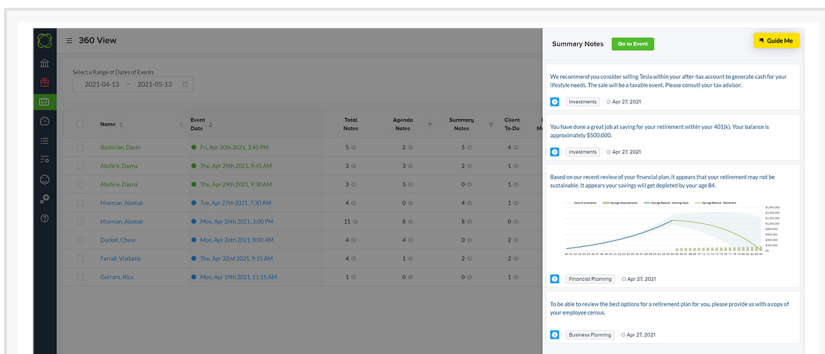 360 View
Summary Notes
Go to Event
Guide Me
Select a Range of Dates of Events
2021-04-13 ~ 2021-05-13
Name
Event
Date
Total
Notes
Agenda
Notes
Summary
Notes
Client
To-Do
Bashirian, Davis Fri, Apr 30th 2021, 3:45 PM 5 2 5 4
Abshire, Dayna Thu, Apr 29th 2021, 9:45 AM 3 3 2 1
Abshire, Dayna Thu, Apr 29th 2021, 9:30 AM 3 3 0 1
Hiseman, Alastair Tue, Apr 27th 2021, 7:30 AM 4 0 4 1
Hiseman, Alastair Mon, Apr 26th 2021, 3:00 PM 11 8 8 0
Ducket, Chase Mon, Apr 26th 2021, 8:00 AM 4 4 0 2
Farrall, Vladamir Thu, Apr 22nd 2021, 9:15 AM 4 1 2 2
Gerraro, Rica Mon, Apr 19th 2021, 11:15 AM 1 0 0 1
We recommend you consider selling Tesla within your after-tax account to generate cash for your
lifestyle needs. The sale will be a taxable event. Please consult your tax advisor.
Investments Apr 27, 2021
You have done a great job at saving for your retirement within your 401(k). Your balance is
approximately $500,000.
Investments Apr 27, 2021
Based on our recent review of your financial plan, it appears that your retirement may not be
sustainable. It appears your savings will get depleted by your age 84.
Financial Planning Apr 27, 2021
To be able to review the best options for a retirement plan for you, please provide us with a copy of
your employee census.
Business Planning Apr 27, 2021